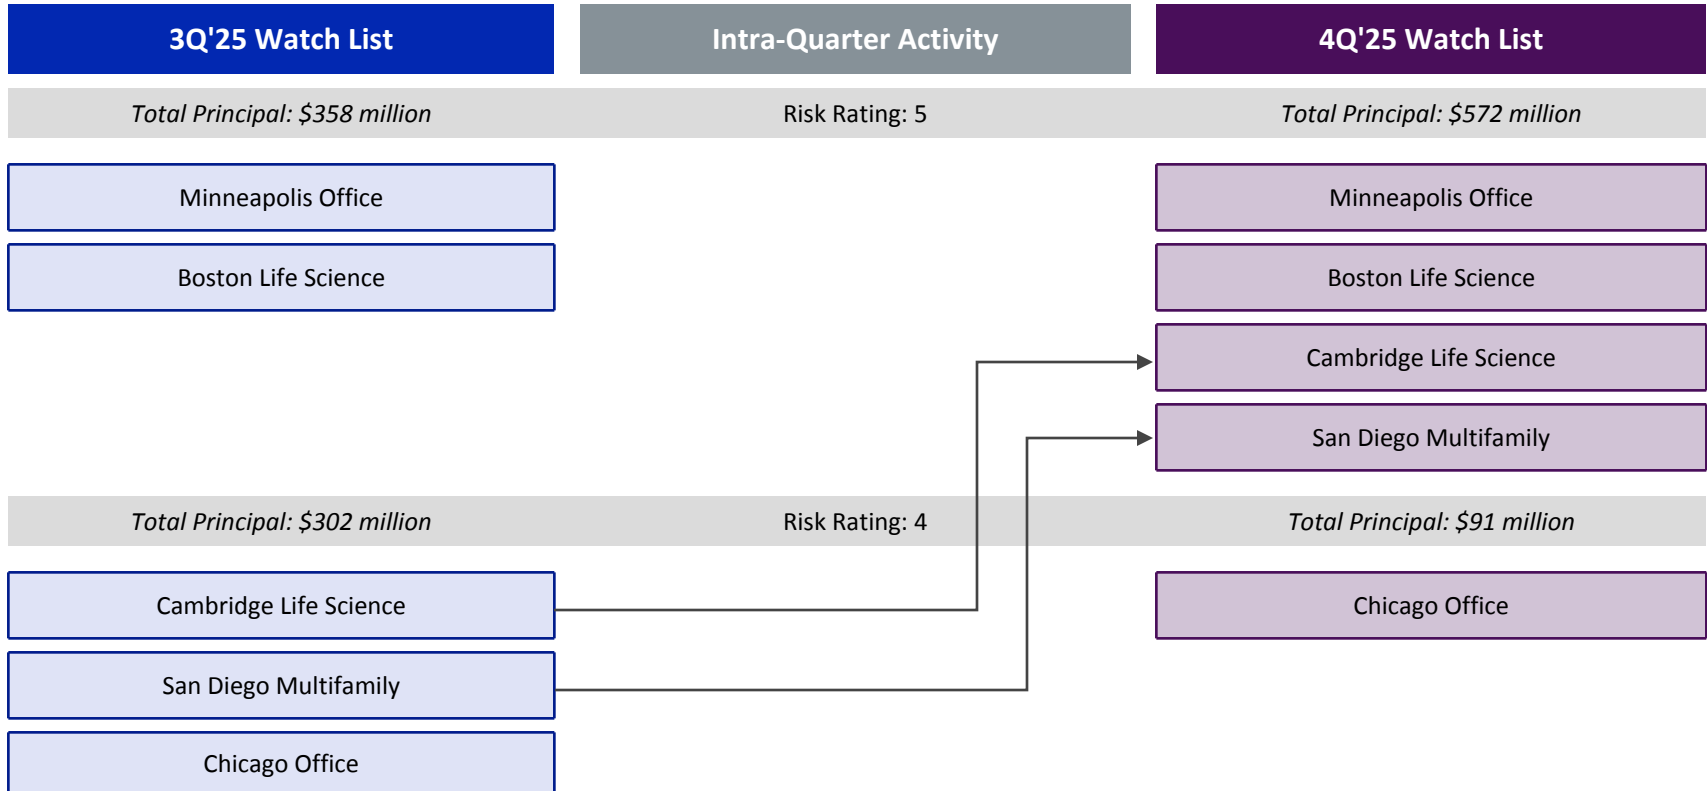 3Q'25 Watch List
Intra-Quarter Activity
4Q'25 Watch List
Total Principal: $358 million
Risk Rating: 5
Total Principal: $572 million
Minneapolis Office
Minneapolis Office
Boston Life Science
Boston Life Science
Cambridge Life Science
San Diego Multifamily
Total Principal: $302 million
Risk Rating: 4
Total Principal: $91 million
Cambridge Life Science
Chicago Office
San Diego Multifamily
Chicago Office